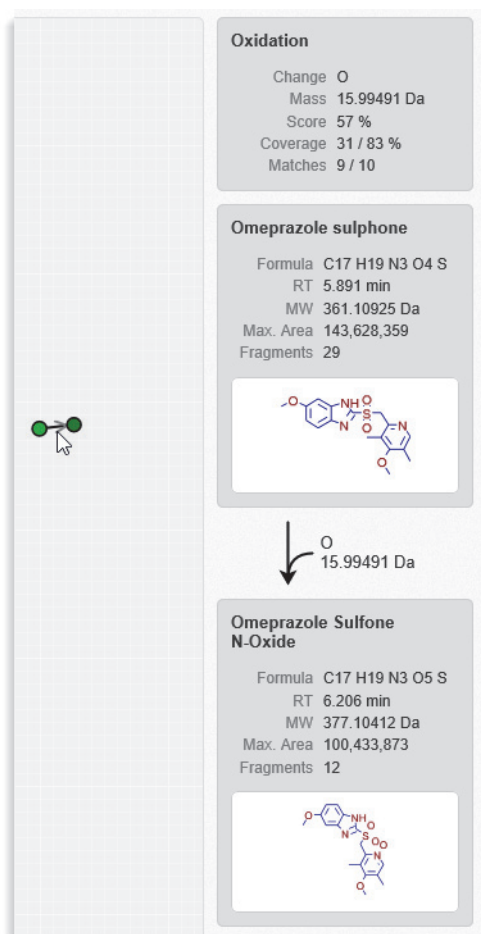 Oxidation
Change O
Mass 15.99491 Da
Score 57 %
Coverage 31 / 83 %
Matches 9 / 10
Omeprazole sulphone
Formula C17 H19 N3 O4 S
RT 5.891 min
MW 361.10925 Da
Max. Area 143,628,359
Fragments 29
O NH O
S
N O N
O
O
15.99491 Da
Omeprazole Sulfone
N-Oxide
Formula C17 H19 N3 O5 S
RT 6.206 min
MW 377.10412 Da
Max. Area 100,433,873
Fragments 12
O NH O
N S
O O
N
O